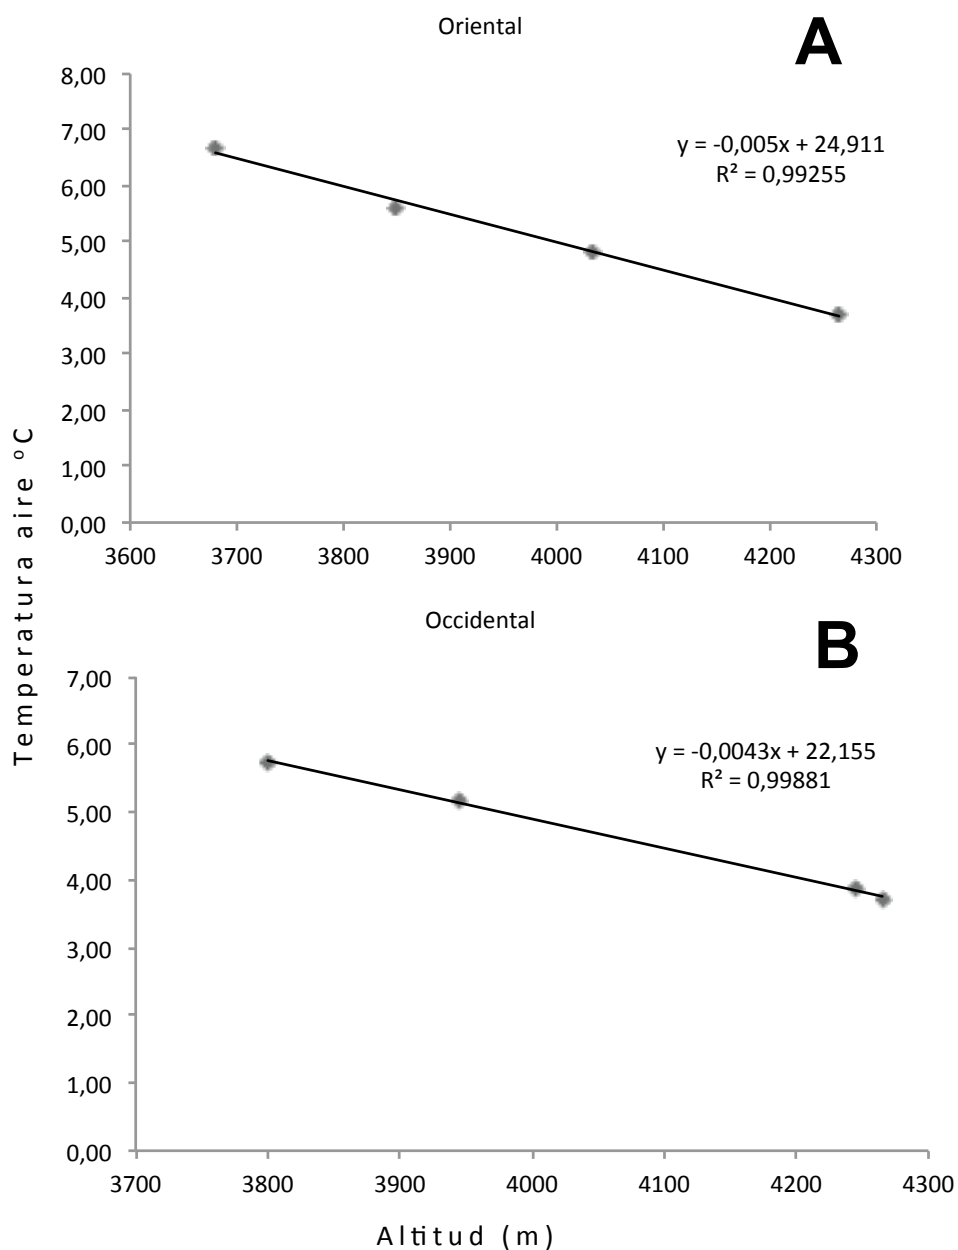 Oriental
A
8,00
7,00
6,00
5,00
4,00
3,00
2,00
1,00
0,00
y = -0,005x + 24,911
R² = 0,99255
3600 3700 3800 3900 4000 4100 4200 4300
Temperatura aire ºC
Occidental
B
7,00
6,00
5,00
4,00
3,00
2,00
1,00
0,00
y = -0,0043x + 22,155
R² = 0,99881
3700 3800 3900 4000 4100 4200 4300
Altitud (m)